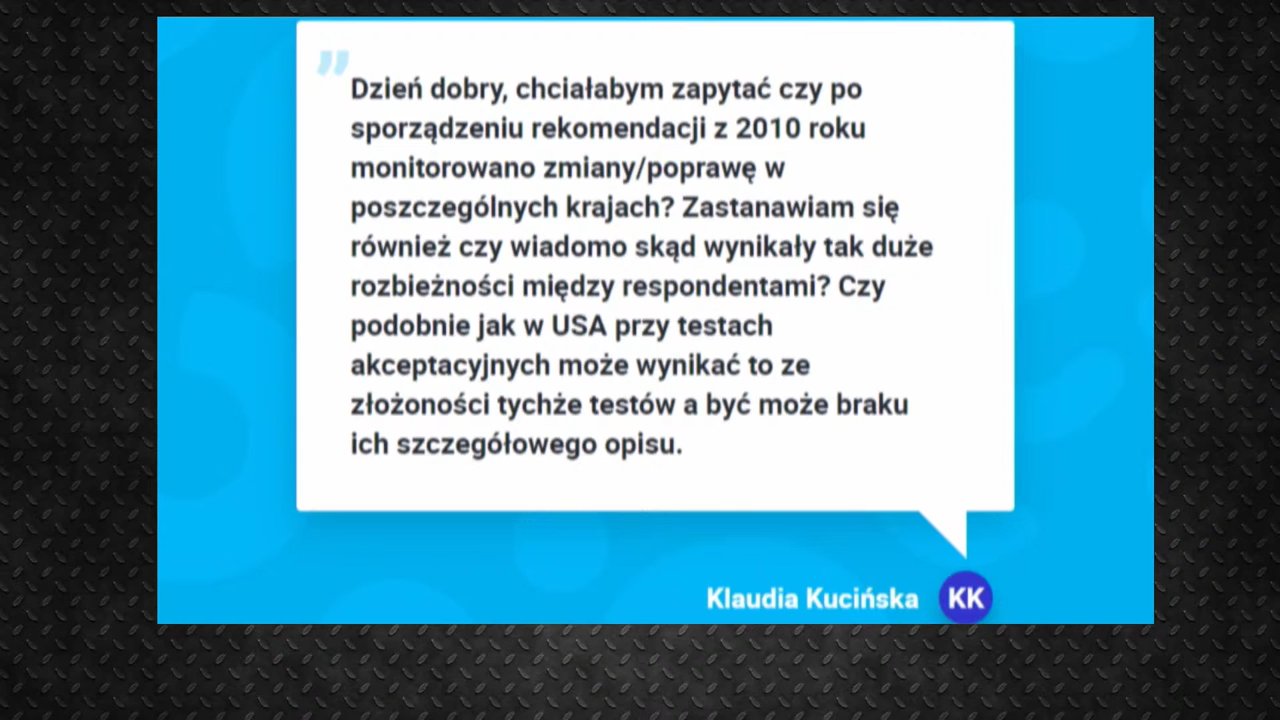 ”
Dzień dobry, chciałabym zapytać czy po
sporządzeniu rekomendacji z 2010 roku
monitorowano zmiany/poprawę w
poszczególnych krajach? Zastanawiam się
również czy wiadomo skąd wynikały tak duże
rozbieżności między respondentami? Czy
podobnie jak w USA przy testach
akceptacyjnych może wynikać to ze
złożoności tychże testów a być może braku
ich szczegółowego opisu.
Klaudia Kucińska KK